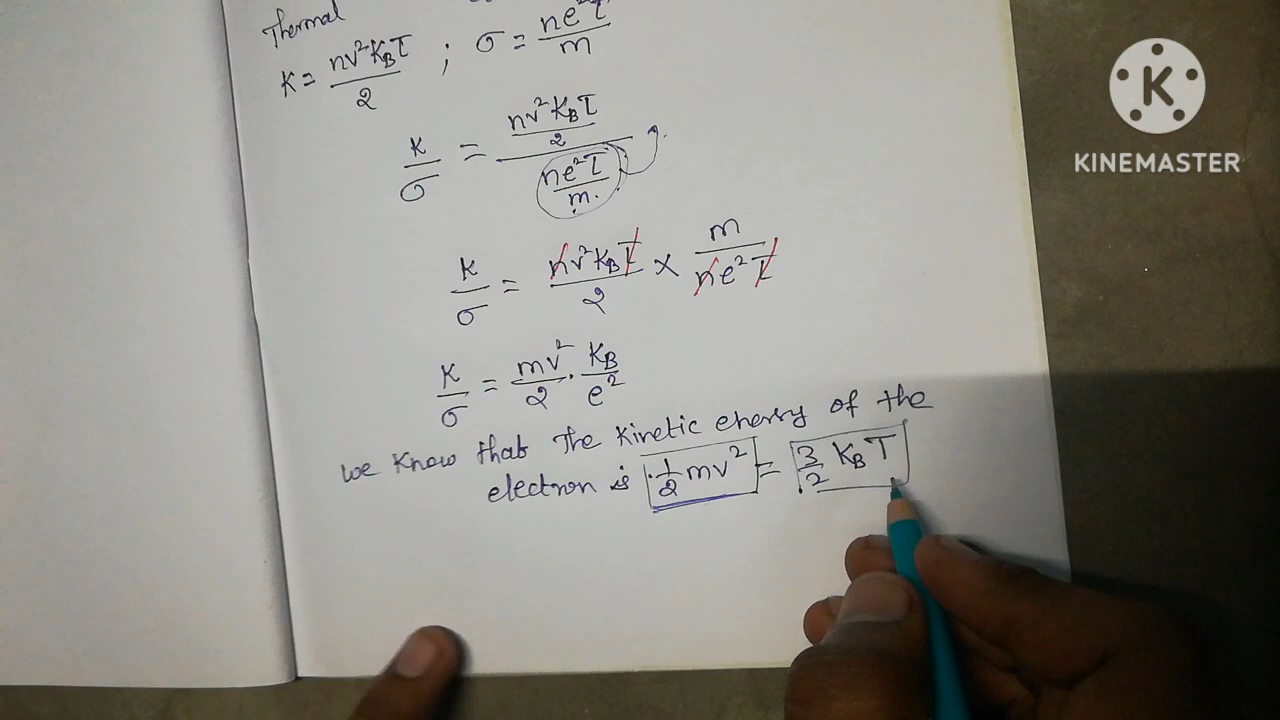 Thermal
K = nv²K_Bτ/2 ; σ = ne²τ/m
K/σ = (nv²K_Bτ/2)/(ne²τ/m)
K/σ = nv²K_Bτ/2 × m/ne²τ
K/σ = mv²/2 · K_B/e²
we know that the kinetic energy of the
electron is 1/2 mv² = 3/2 K_B T
K
KINEMASTER